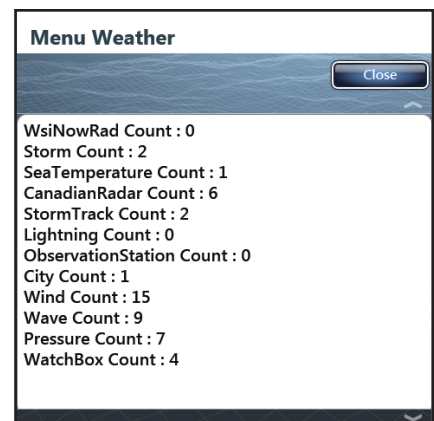 Menu Weather
Close
WsiNowRad Count : 0
Storm Count : 2
SeaTemperature Count : 1
CanadianRadar Count : 6
StormTrack Count : 2
Lightning Count : 0
ObservationStation Count : 0
City Count : 1
Wind Count : 15
Wave Count : 9
Pressure Count : 7
WatchBox Count : 4